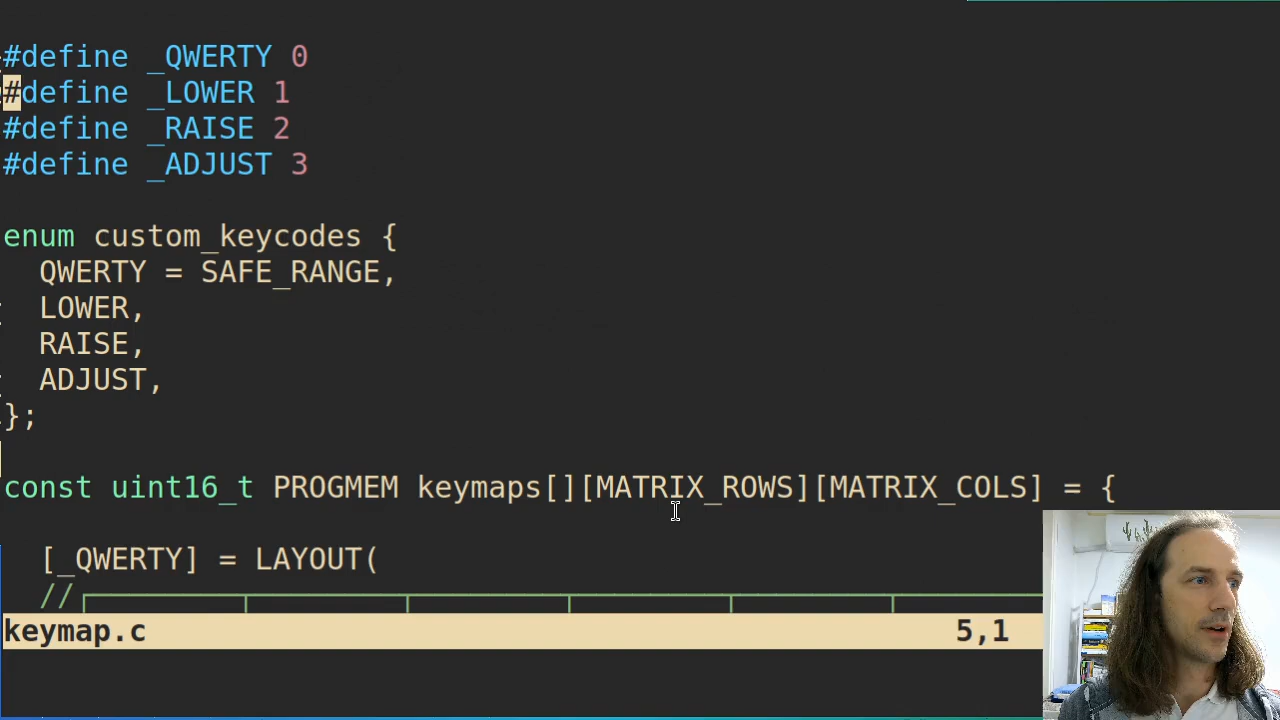 #define _QWERTY 0
#define _LOWER 1
#define _RAISE 2
#define _ADJUST 3
enum custom_keycodes {
  QWERTY = SAFE_RANGE,
  LOWER,
  RAISE,
  ADJUST,
};
const uint16_t PROGMEM keymaps[][MATRIX_ROWS][MATRIX_COLS] = {
  [_QWERTY] = LAYOUT(
  //┌────────┬────────┬────────┬────────┬────────┬────────
keymap.c 5,1